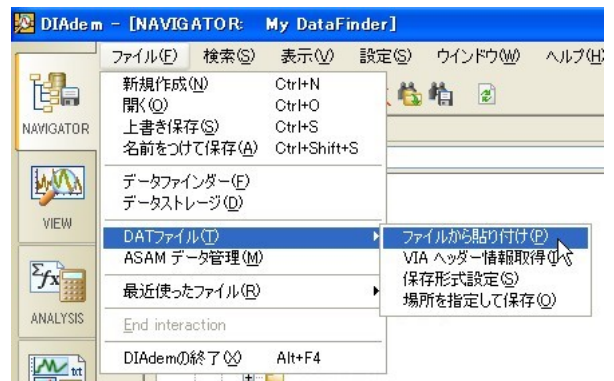 DIAdem - [NAVIGATOR: My DataFinder]
ファイル(F) 検索(S) 表示(V) 設定(S) ウインドウ(W) ヘルプ(H)
新規作成(N) Ctrl+N
開く(O) Ctrl+O
上書き保存(S) Ctrl+S
名前をつけて保存(A) Ctrl+Shift+S
データファインダー(F)
データストレージ(D)
DATファイル(T)
ASAM データ管理(M)
最近使ったファイル(R)
End interaction
DIAdemの終了(X) Alt+F4
ファイルから貼り付け(P)
VIA ヘッダー情報取得(I)
保存形式設定(S)
場所を指定して保存(O)
NAVIGATOR
VIEW
Σ fx
ANALYSIS
txt